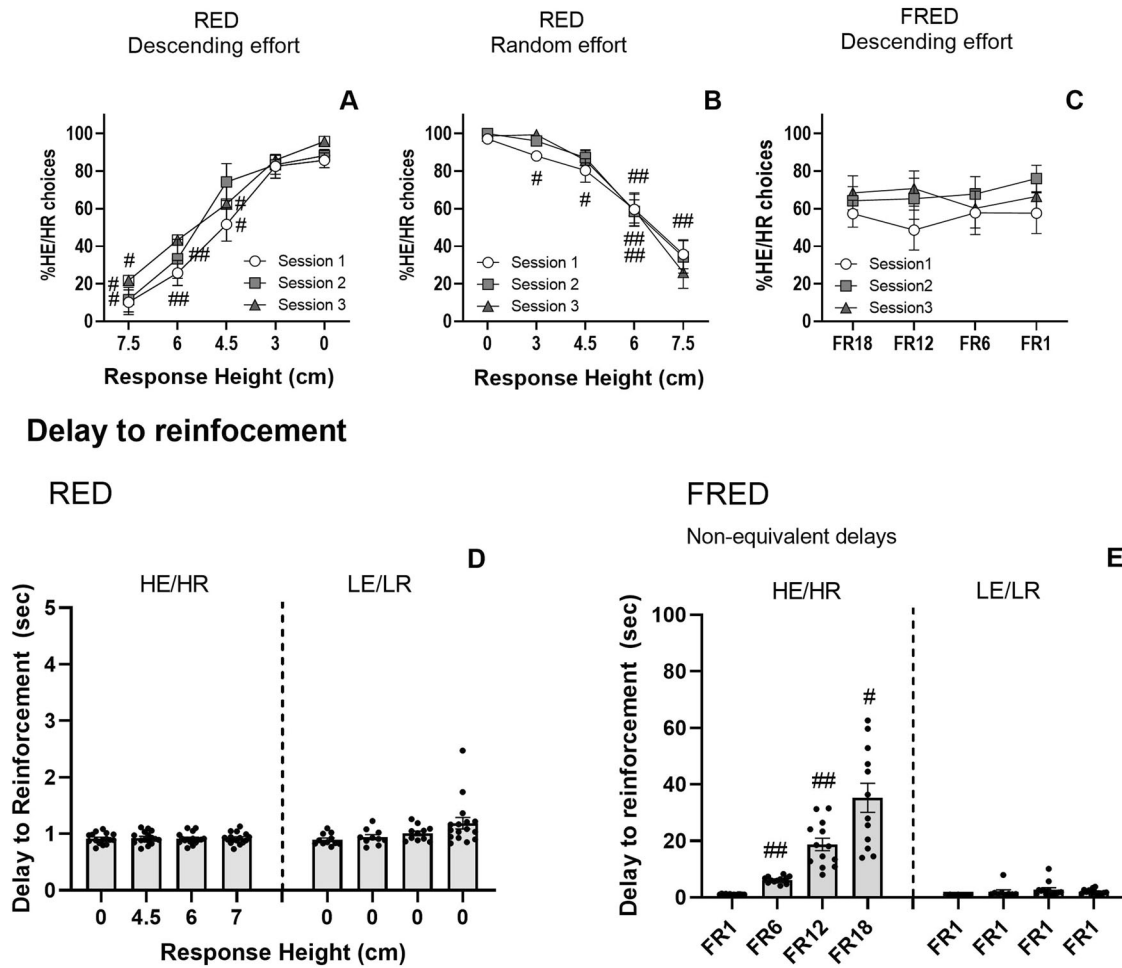 RED
Descending effort
A
%HE/HR choices
100
80
60
40
20
0
#
#
#
##
##
#
#
Session 1
Session 2
Session 3
7.5
6
4.5
3
0
Response Height (cm)
RED
Random effort
B
%HE/HR choices
100
80
60
40
20
0
#
#
##
##
##
##
Session 1
Session 2
Session 3
0
3
4.5
6
7.5
Response Height (cm)
FRED
Descending effort
C
%HE/HR choices
100
80
60
40
20
0
Session1
Session2
Session3
FR18
FR12
FR6
FR1
Delay to reinfocement
RED
D
HE/HR
LE/LR
Delay to Reinforcement (sec)
5
4
3
2
1
0
0
4.5
6
7
0
0
0
0
Response Height (cm)
FRED
Non-equivalent delays
E
HE/HR
LE/LR
Delay to reinforcement (sec)
100
80
60
40
20
0
##
##
#
FR1
FR6
FR12
FR18
FR1
FR1
FR1
FR1